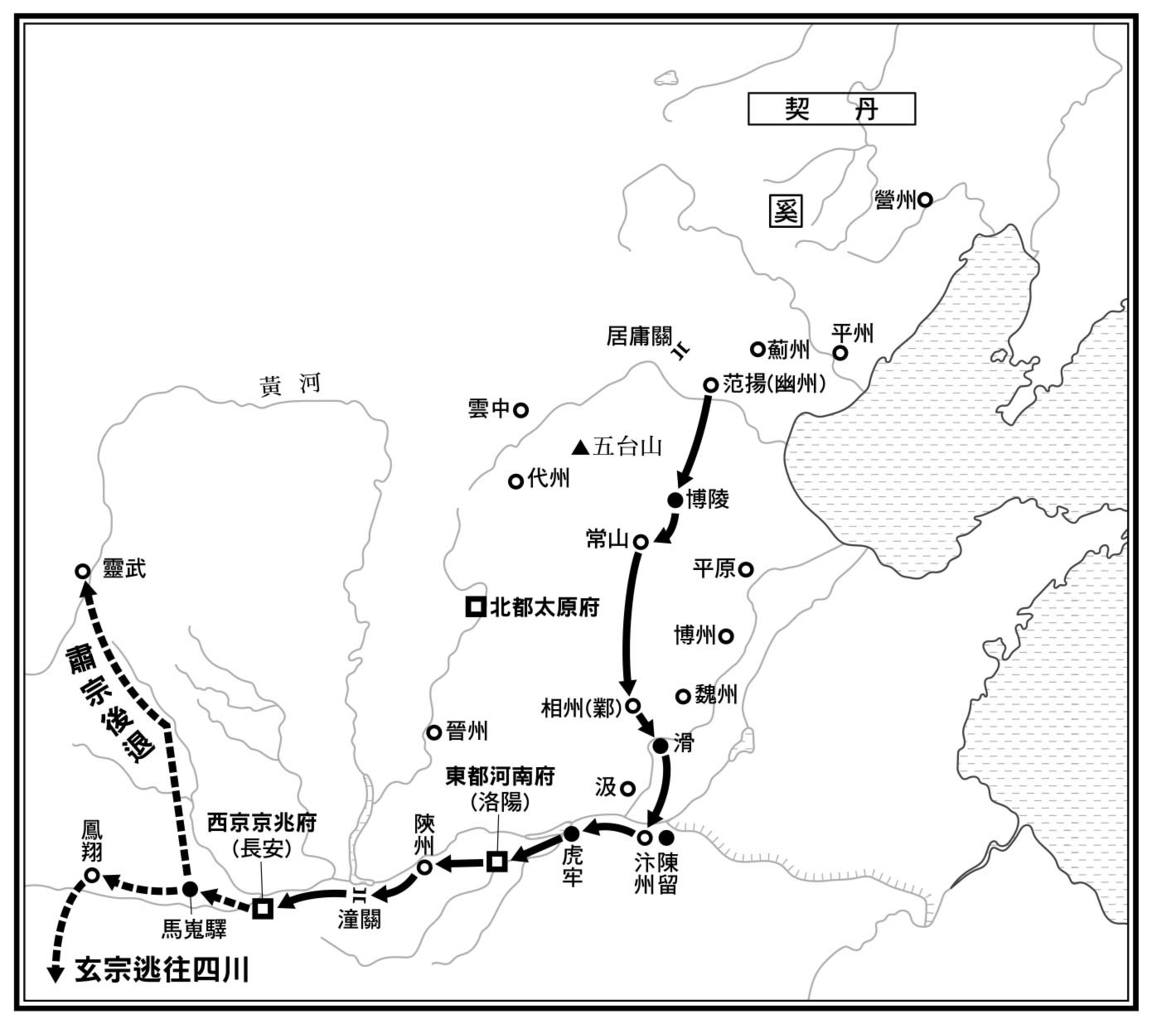 契　丹
奚
營州
居庸關
薊州
平州
范揚(幽州)
黃　河
雲中
五台山
代州
博陵
常山
平原
靈武
北都太原府
博州
肅宗後退
相州(鄴)
魏州
晉州
滑
汲
東都河南府
(洛陽)
西京京兆府
(長安)
陝州
鳳翔
虎牢
汴州
陳留
潼關
馬嵬驛
玄宗逃往四川